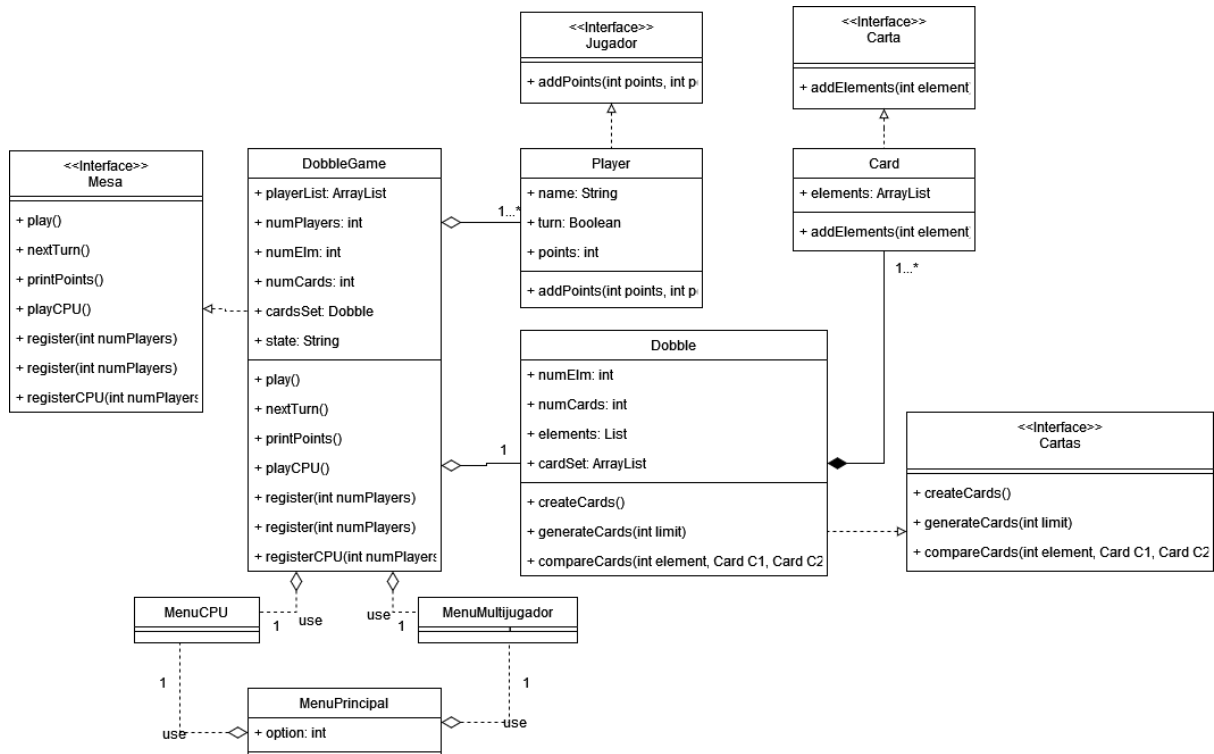 <<Interface>>
Jugador
+ addPoints(int points, int p
<<Interface>>
Carta
+ addElements(int element
<<Interface>>
Mesa
+ play()
+ nextTurn()
+ printPoints()
+ playCPU()
+ register(int numPlayers)
+ register(int numPlayers)
+ registerCPU(int numPlayers
DobbleGame
+ playerList: ArrayList
+ numPlayers: int
+ numElm: int
+ numCards: int
+ cardsSet: Dobble
+ state: String
+ play()
+ nextTurn()
+ printPoints()
+ playCPU()
+ register(int numPlayers)
+ register(int numPlayers)
+ registerCPU(int numPlayers
1...*
Player
+ name: String
+ turn: Boolean
+ points: int
+ addPoints(int points, int p
Card
+ elements: ArrayList
+ addElements(int element
1...*
1
Dobble
+ numElm: int
+ numCards: int
+ elements: List
+ cardSet: ArrayList
+ createCards()
+ generateCards(int limit)
+ compareCards(int element, Card C1, Card C2
<<Interface>>
Cartas
+ createCards()
+ generateCards(int limit)
+ compareCards(int element, Card C1, Card C2
MenuCPU
1
use
use
1
MenuMultijugador
1
1
use
MenuPrincipal
+ option: int
use